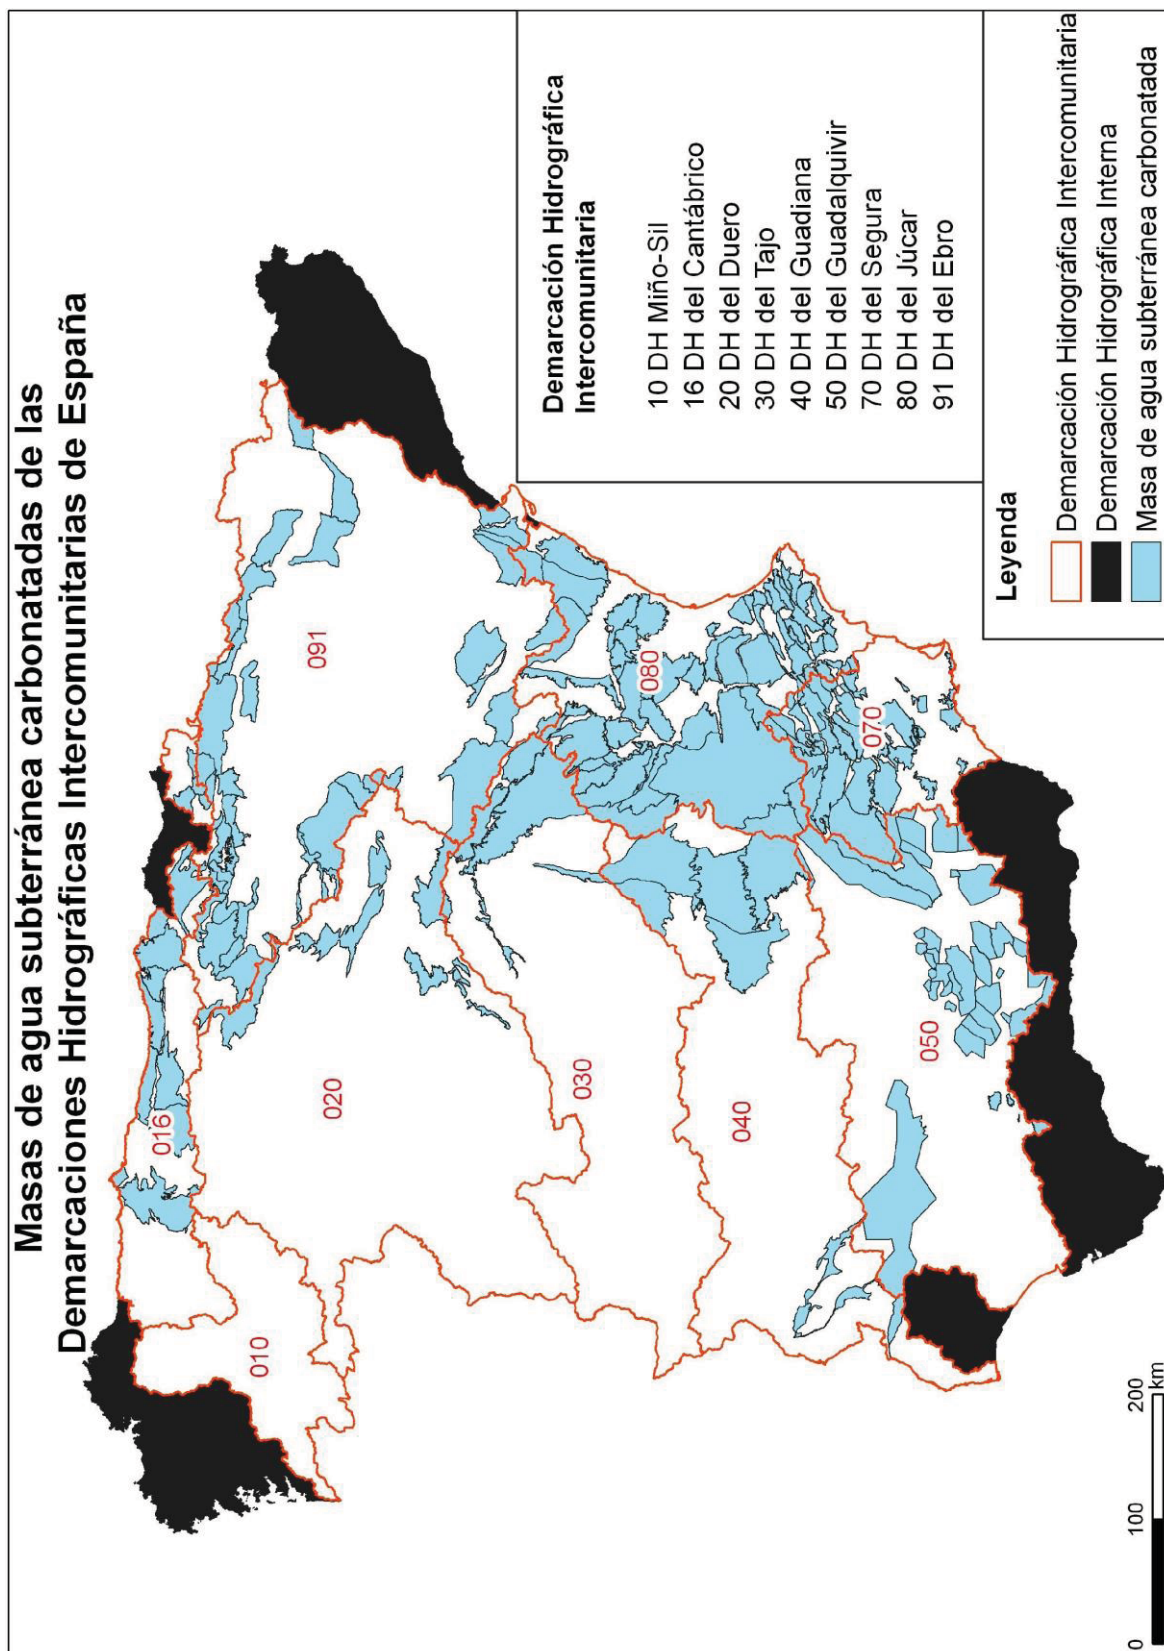 Masas de agua subterránea carbonatadas de las
Demarcaciones Hidrográficas Intercomunitarias de España
016
010
020
091
030
080
040
070
050
Demarcación Hidrográfica
Intercomunitaria
10 DH Miño-Sil
16 DH del Cantábrico
20 DH del Duero
30 DH del Tajo
40 DH del Guadiana
50 DH del Guadalquivir
70 DH del Segura
80 DH del Júcar
91 DH del Ebro
Leyenda
Demarcación Hidrográfica Intercomunitaria
Demarcación Hidrográfica Interna
Masa de agua subterránea carbonatada
0 100 200
km